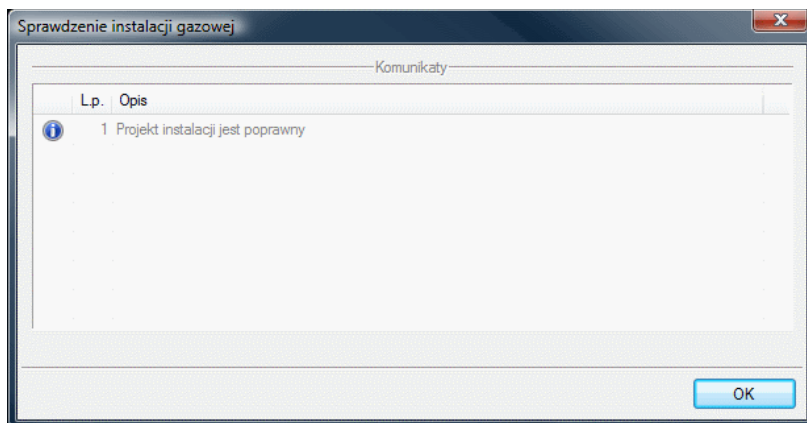 Sprawdzenie instalacji gazowej
Komunikaty
L.p. Opis
1 Projekt instalacji jest poprawny
OK